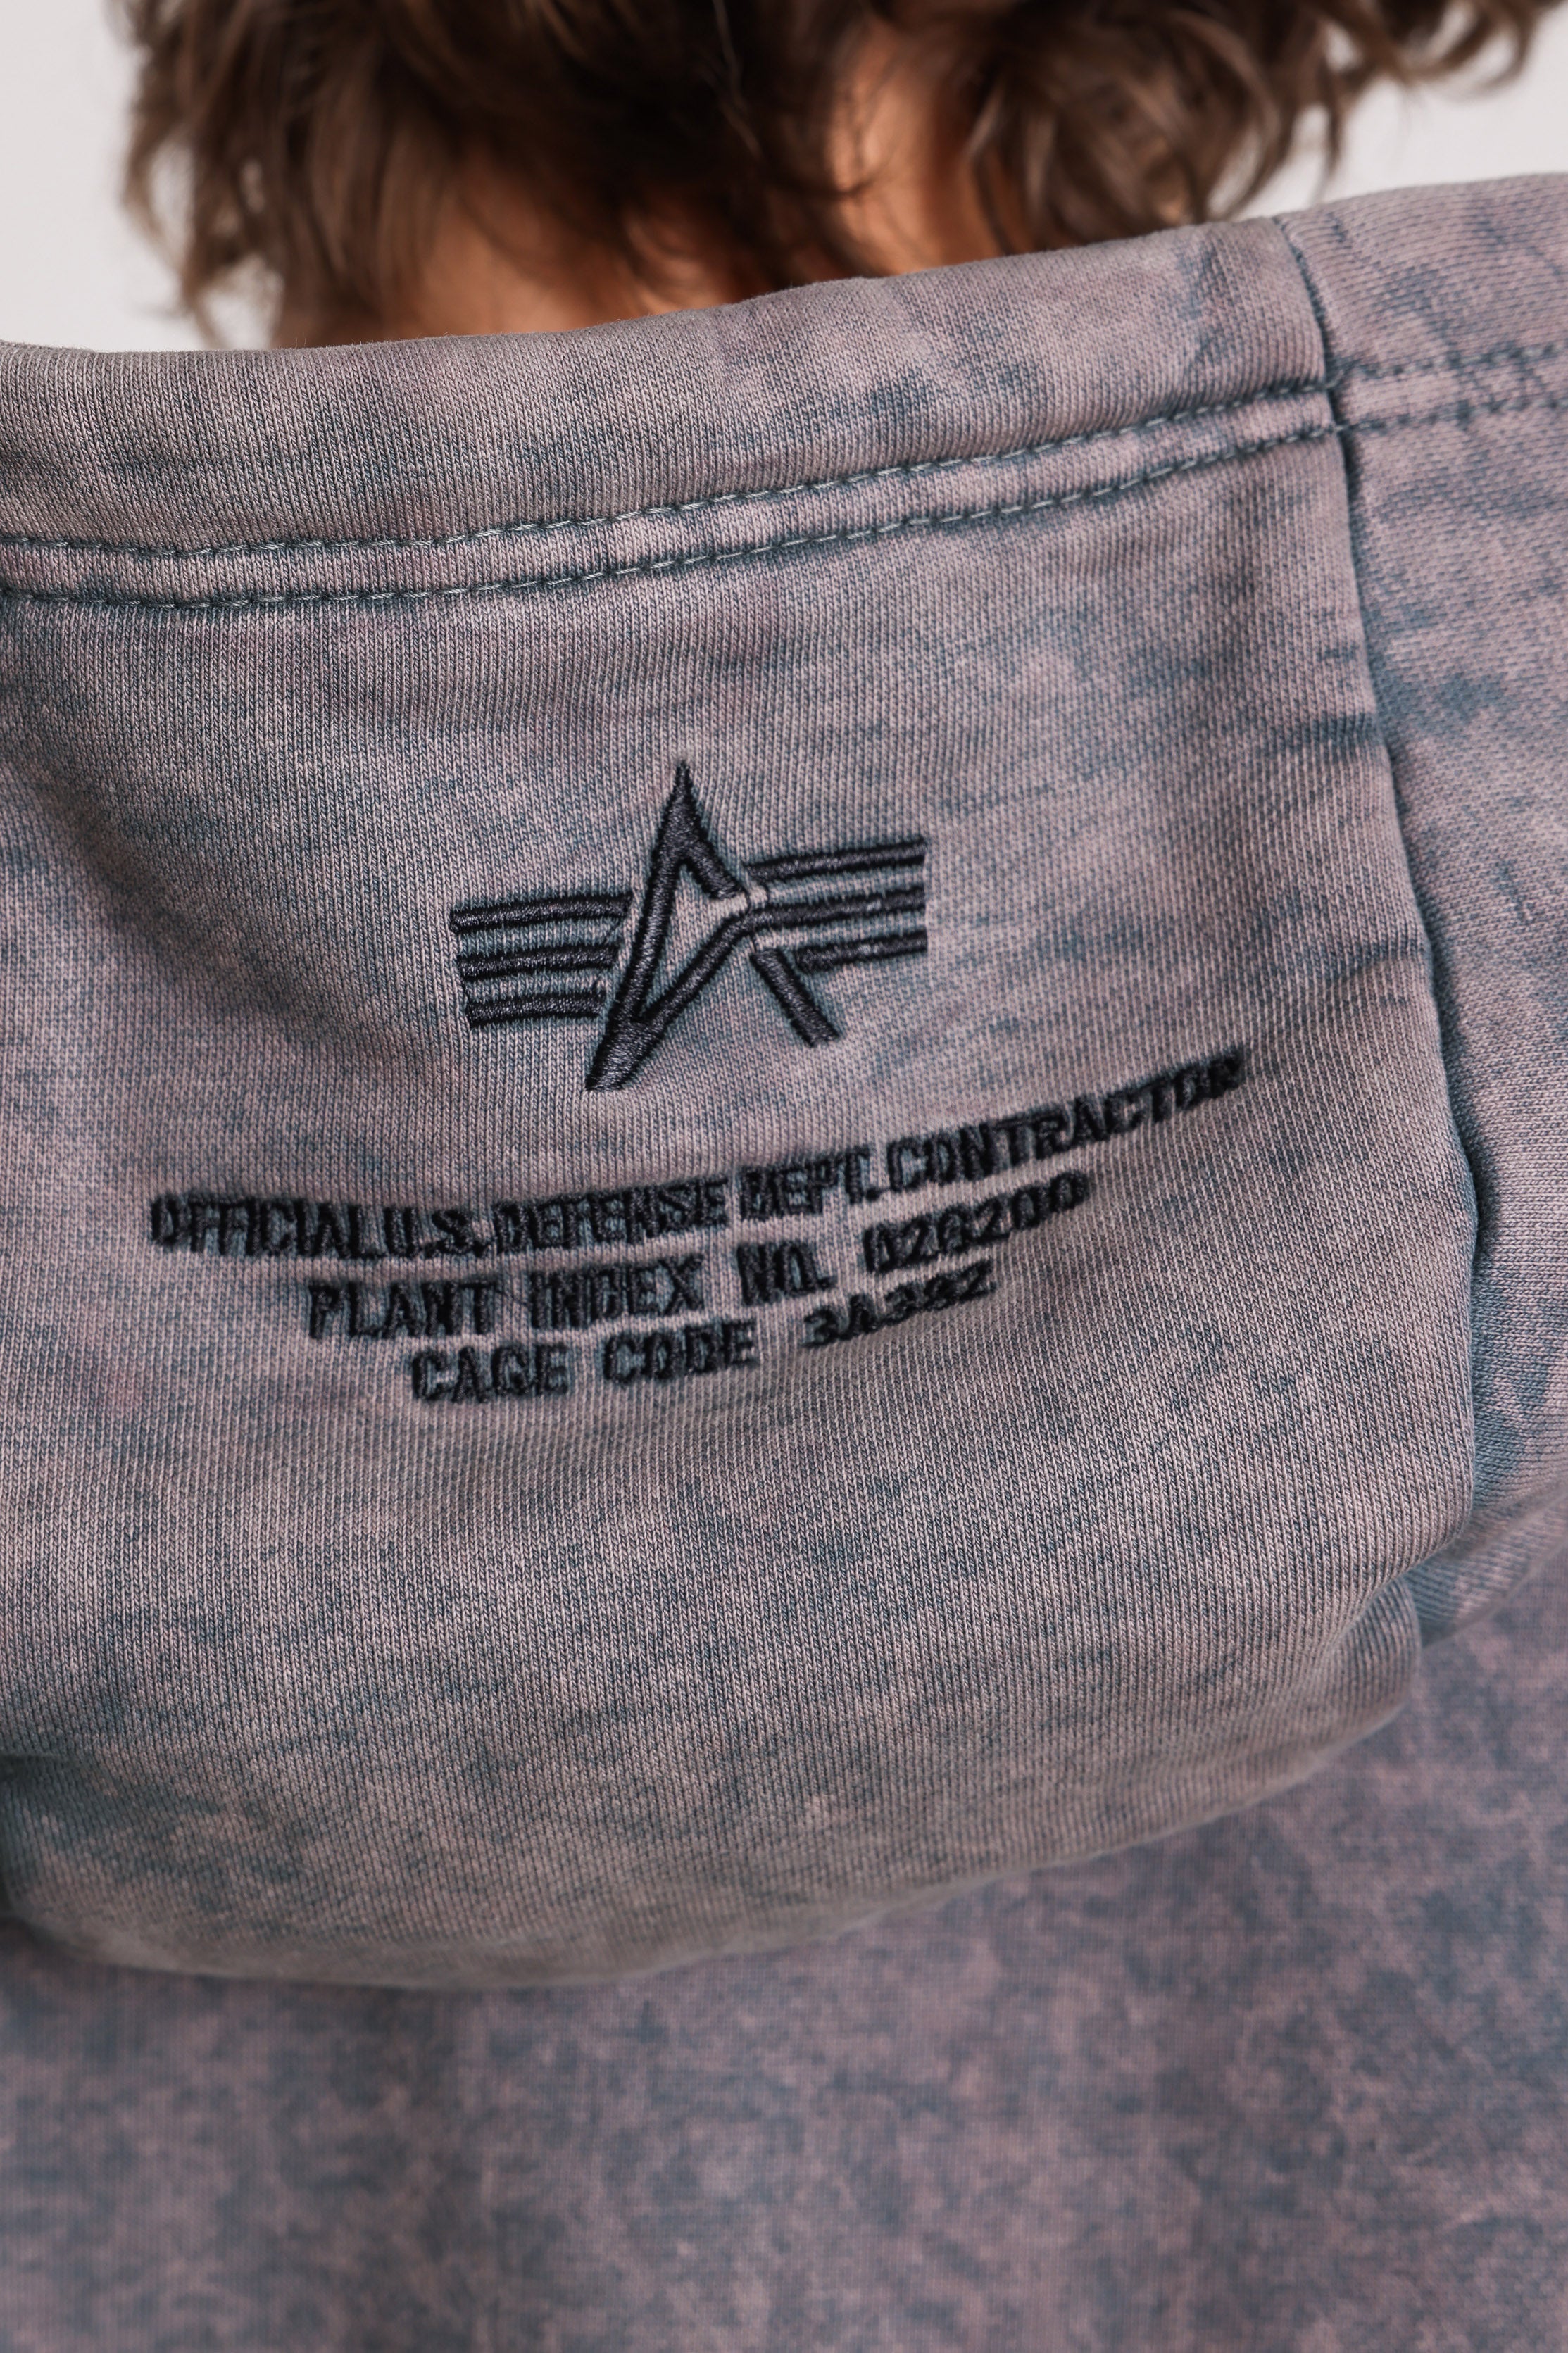 OFFICIAL U.S. DEFENSE DEPT. CONTRACTOR
PLANT INDEX NO. 026200
CAGE CODE 3A382